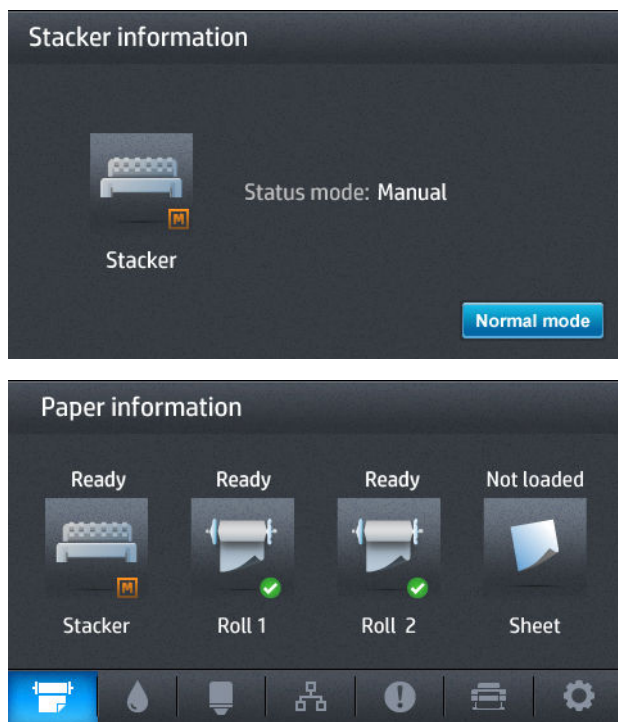 Stacker information
Status mode: Manual
M
Stacker
Normal mode
Paper information
Ready Ready Ready Not loaded
M
Stacker Roll 1 Roll 2 Sheet